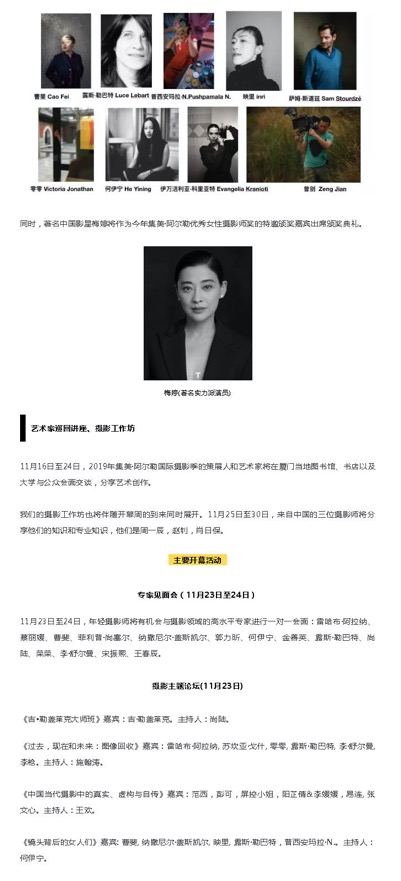 曹斐 Cao Fei 露斯·勒巴特 Luce Lebart 普西安玛拉·N.Pushpamala N. 映里 inri 萨姆·斯道兹 Sam Stourdzé
零零 Victoria Jonathan 何伊宁 He Yining 伊万洁利亚·科里亚特 Evangelia Kranioti 曾剑 Zeng Jian
同时，著名中国影星梅婷将作为今年集美·阿尔勒优秀女性摄影师奖的特邀颁奖嘉宾出席颁奖典礼。
梅婷(著名实力派演员)
艺术家巡回讲座、摄影工作坊
11月16日至24日，2019年集美·阿尔勒国际摄影季的策展人和艺术家将在厦门当地图书馆、书店以及
大学与公众会面交谈，分享艺术创作。
我们的摄影工作坊也将伴随开幕周的到来同时展开。11月25日至30日，来自中国的三位摄影师将分
享他们的知识和专业知识，他们是周一辰，赵钊，肖日保。
主要开幕活动
专家见面会（11月23日至24日）
11月23日至24日，年轻摄影师将有机会与摄影领域的高水平专家进行一对一会面：雷哈布·阿拉纳、
蔡丽媛、曹斐、菲利普·尚塞尔、纳撒尼尔·盖斯凯尔、郭力昕、何伊宁、金善英、露斯·勒巴特、尚
陆、荣荣、李·舒尔曼、宋振熙、王春辰。
摄影主题论坛(11月23日)
《吉·勒盖莱克大师班》嘉宾：吉·勒盖莱克。主持人：尚陆。
《过去，现在和未来：图像回收》嘉宾：雷哈布·阿拉纳, 苏坎亚·戈什, 零零, 露斯·勒巴特, 李·舒尔曼,
李枪。主持人：施瀚涛。
《中国当代摄影中的真实、虚构与自传》嘉宾：范西，彭可，屏控小姐，阳芷倩＆李媛媛，昂连, 张
文心。主持人：王欢。
《镜头背后的女人们》嘉宾: 曹斐, 纳撒尼尔·盖斯凯尔, 映里, 露斯·勒巴特，普西安玛拉·N.。主持人：
何伊宁。